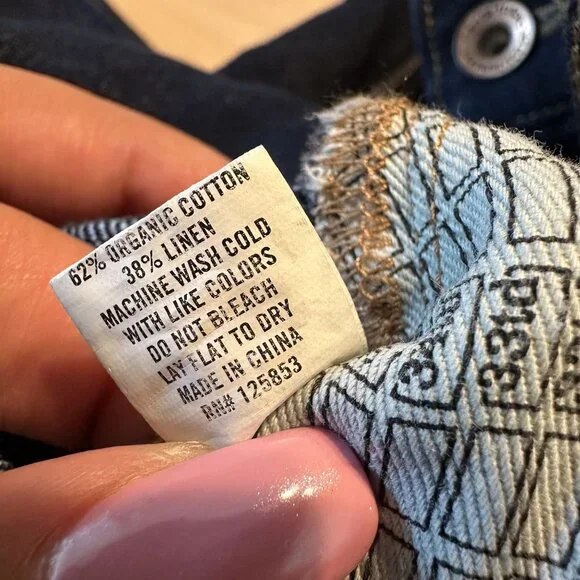 62% ORGANIC COTTON
38% LINEN
MACHINE WASH COLD
WITH LIKE COLORS
DO NOT BLEACH
LAY FLAT TO DRY
MADE IN CHINA
RN# 125853
33rd